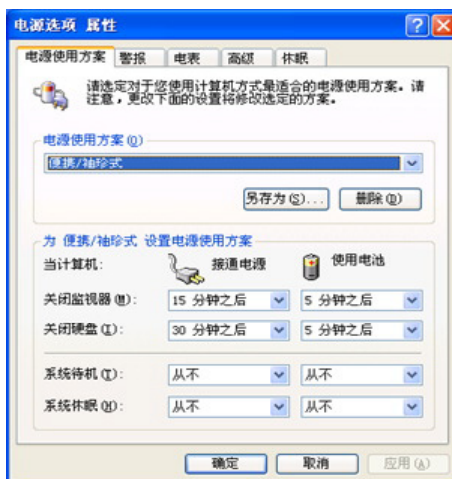 电源选项 属性
电源使用方案 警报 电表 高级 休眠
请选定对于您使用计算机方式最适合的电源使用方案。请
注意，更改下面的设置将修改选定的方案。
电源使用方案(O)
便携/袖珍式
另存为(S)... 删除(D)
为 便携/袖珍式 设置电源使用方案
当计算机: 接通电源 使用电池
关闭监视器(M): 15 分钟之后 5 分钟之后
关闭硬盘(I): 30 分钟之后 5 分钟之后
系统待机(T): 从不 从不
系统休眠(H): 从不 从不
确定 取消 应用(A)